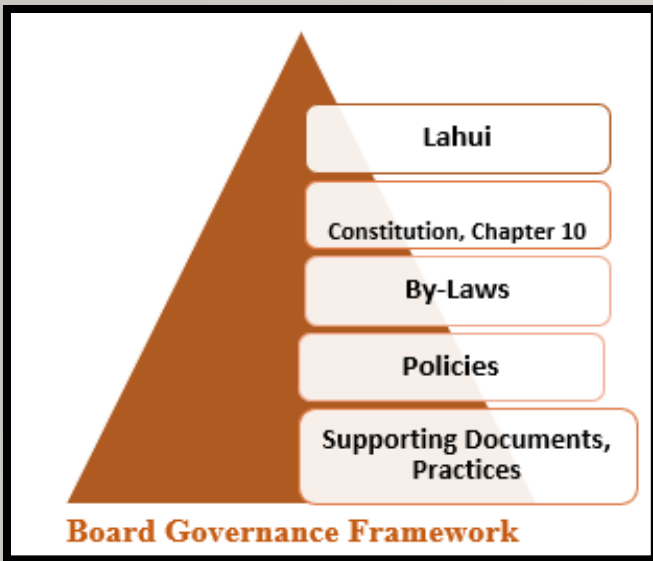 Lahui
Constitution, Chapter 10
By-Laws
Policies
Supporting Documents,
Practices
Board Governance Framework